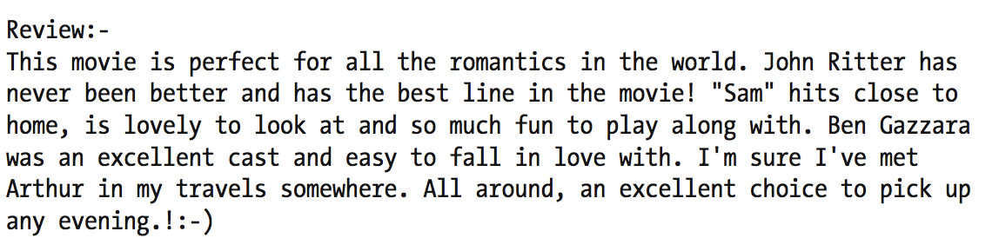 Review:-
This movie is perfect for all the romantics in the world. John Ritter has
never been better and has the best line in the movie! "Sam" hits close to
home, is lovely to look at and so much fun to play along with. Ben Gazzara
was an excellent cast and easy to fall in love with. I'm sure I've met
Arthur in my travels somewhere. All around, an excellent choice to pick up
any evening.!:-)